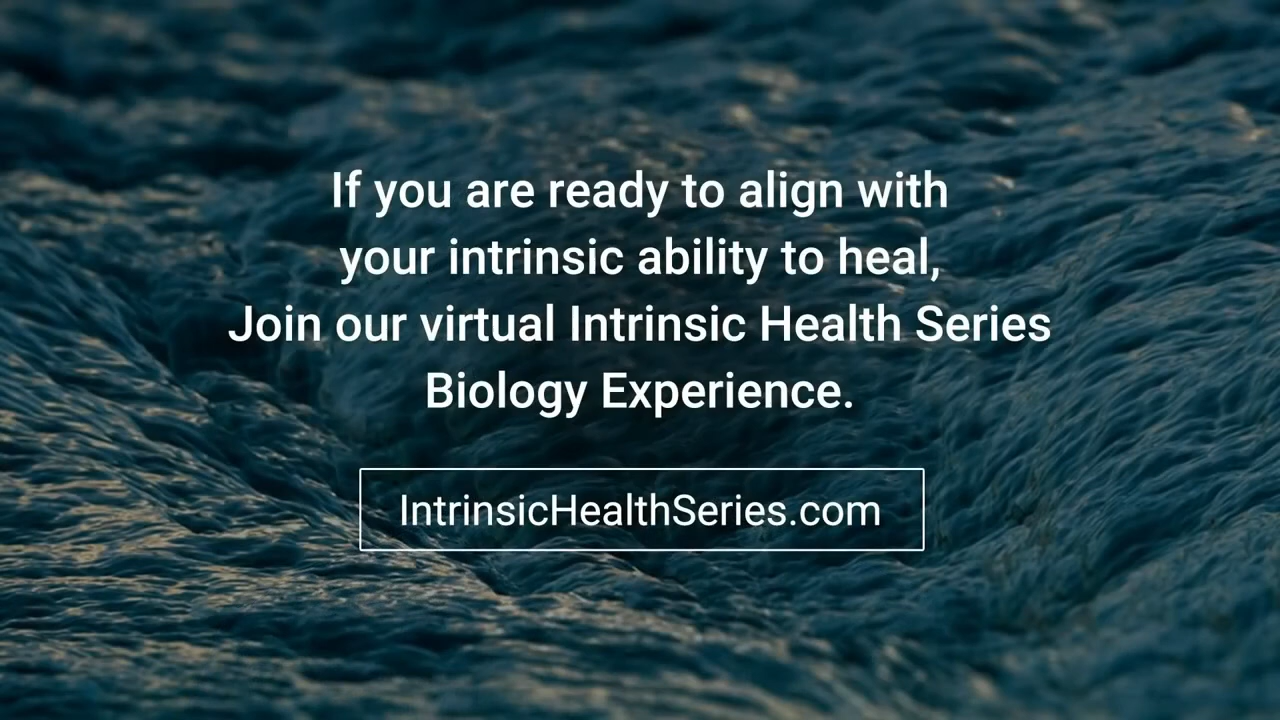 If you are ready to align with
your intrinsic ability to heal,
Join our virtual Intrinsic Health Series
Biology Experience.
IntrinsicHealthSeries.com